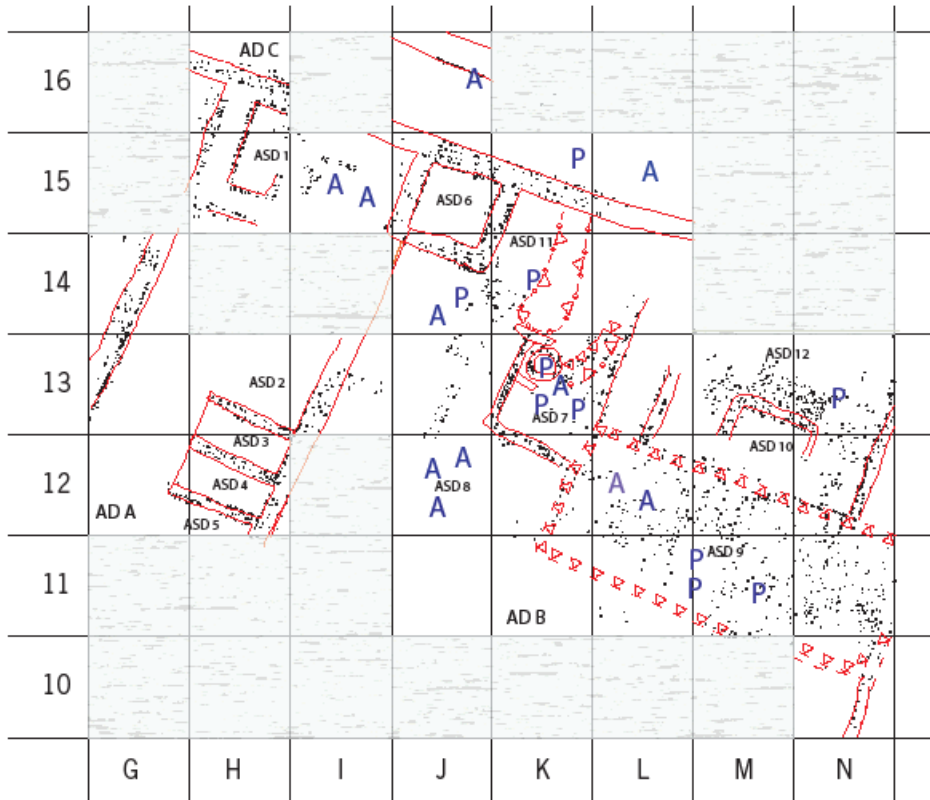 AD C
16
A
P
15
ASD 1
A
A
A
ASD 6
ASD 11
14
P
P
A
13
ASD 12
P
ASD 2
A
P
P
P
ASD 7
ASD 3
ASD 10
A
A
12
ASD 4
ASD 8
A
A
A
AD A
ASD 5
ASD 9
P
11
P
P
AD B
10
G H I J K L M N